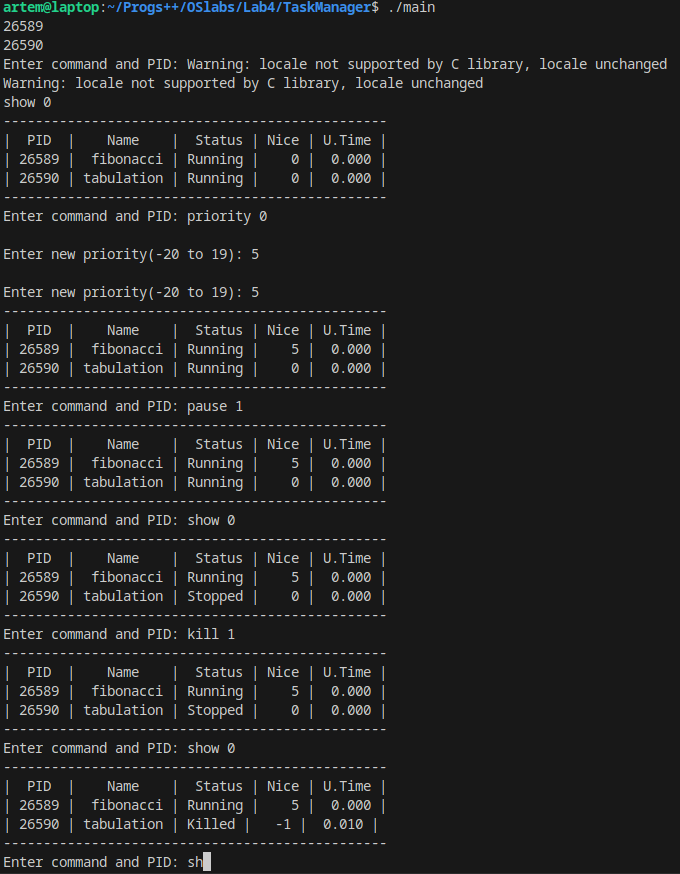 artem@laptop:~/Progs++/OSlabs/Lab4/TaskManager$ ./main
26589
26590
Enter command and PID: Warning: locale not supported by C library, locale unchanged
Warning: locale not supported by C library, locale unchanged
show 0
------------------------------------------------
|  PID  |    Name    |  Status | Nice | U.Time |
| 26589 |  fibonacci | Running |    0 |  0.000 |
| 26590 | tabulation | Running |    0 |  0.000 |
------------------------------------------------
Enter command and PID: priority 0

Enter new priority(-20 to 19): 5

Enter new priority(-20 to 19): 5
------------------------------------------------
|  PID  |    Name    |  Status | Nice | U.Time |
| 26589 |  fibonacci | Running |    5 |  0.000 |
| 26590 | tabulation | Running |    0 |  0.000 |
------------------------------------------------
Enter command and PID: pause 1
------------------------------------------------
|  PID  |    Name    |  Status | Nice | U.Time |
| 26589 |  fibonacci | Running |    5 |  0.000 |
| 26590 | tabulation | Running |    0 |  0.000 |
------------------------------------------------
Enter command and PID: show 0
------------------------------------------------
|  PID  |    Name    |  Status | Nice | U.Time |
| 26589 |  fibonacci | Running |    5 |  0.000 |
| 26590 | tabulation | Stopped |    0 |  0.000 |
------------------------------------------------
Enter command and PID: kill 1
------------------------------------------------
|  PID  |    Name    |  Status | Nice | U.Time |
| 26589 |  fibonacci | Running |    5 |  0.000 |
| 26590 | tabulation | Stopped |    0 |  0.000 |
------------------------------------------------
Enter command and PID: show 0
------------------------------------------------
|  PID  |    Name    |  Status | Nice | U.Time |
| 26589 |  fibonacci | Running |    5 |  0.000 |
| 26590 | tabulation | Killed |   -1 |  0.010 |
------------------------------------------------
Enter command and PID: sh